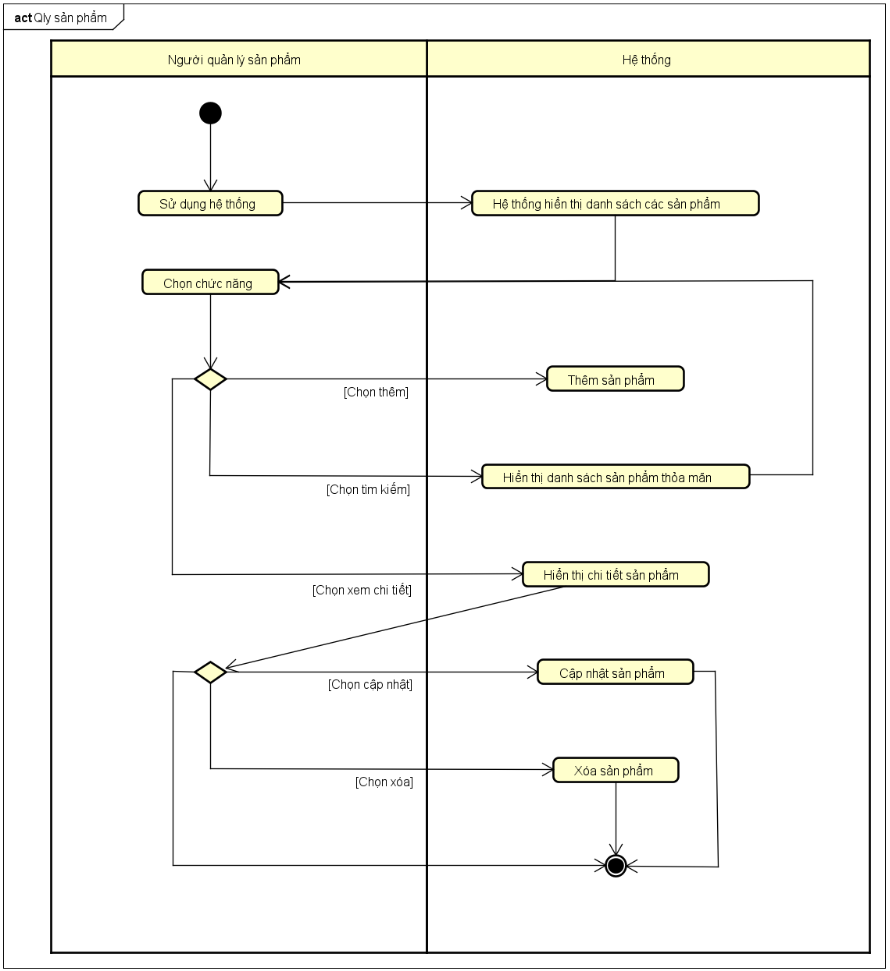 act Qly sản phẩm
Người quản lý sản phẩm
Hệ thống
Sử dụng hệ thống
Hệ thống hiển thị danh sách các sản phẩm
Chọn chức năng
Thêm sản phẩm
[Chọn thêm]
Hiển thị danh sách sản phẩm thỏa mãn
[Chọn tìm kiếm]
Hiển thị chi tiết sản phẩm
[Chọn xem chi tiết]
Cập nhật sản phẩm
[Chọn cập nhật]
Xóa sản phẩm
[Chọn xóa]